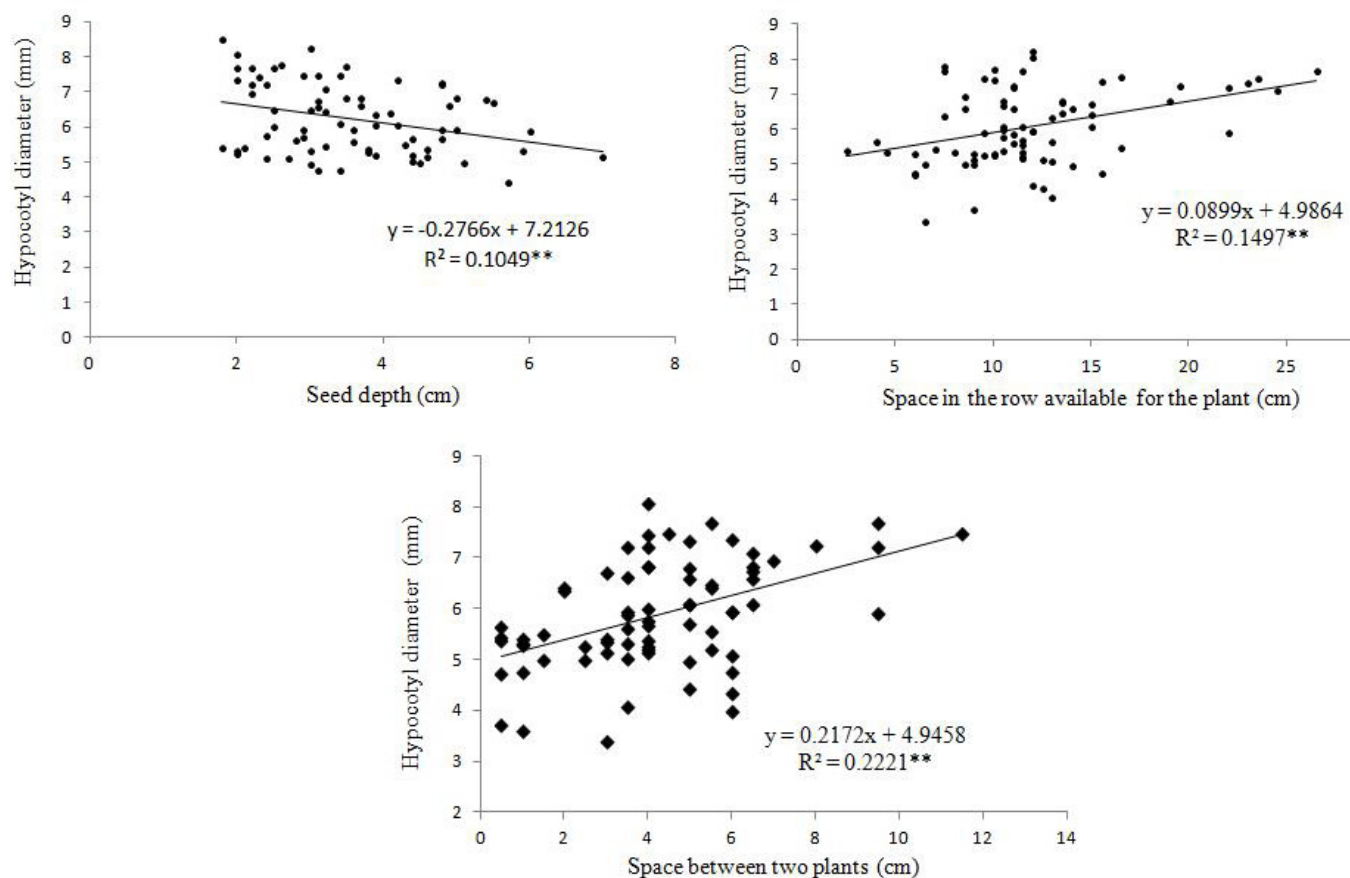 Hypocotyl diameter (mm)
9
8
7
6
5
4
3
2
1
0
y = -0.2766x + 7.2126
R² = 0.1049**
0 2 4 6 8
Seed depth (cm)
Hypocotyl diameter (mm)
9
8
7
6
5
4
3
2
1
0
y = 0.0899x + 4.9864
R² = 0.1497**
0 5 10 15 20 25
Space in the row available for the plant (cm)
Hypocotyl diameter (mm)
9
8
7
6
5
4
3
2
y = 0.2172x + 4.9458
R² = 0.2221**
0 2 4 6 8 10 12 14
Space between two plants (cm)